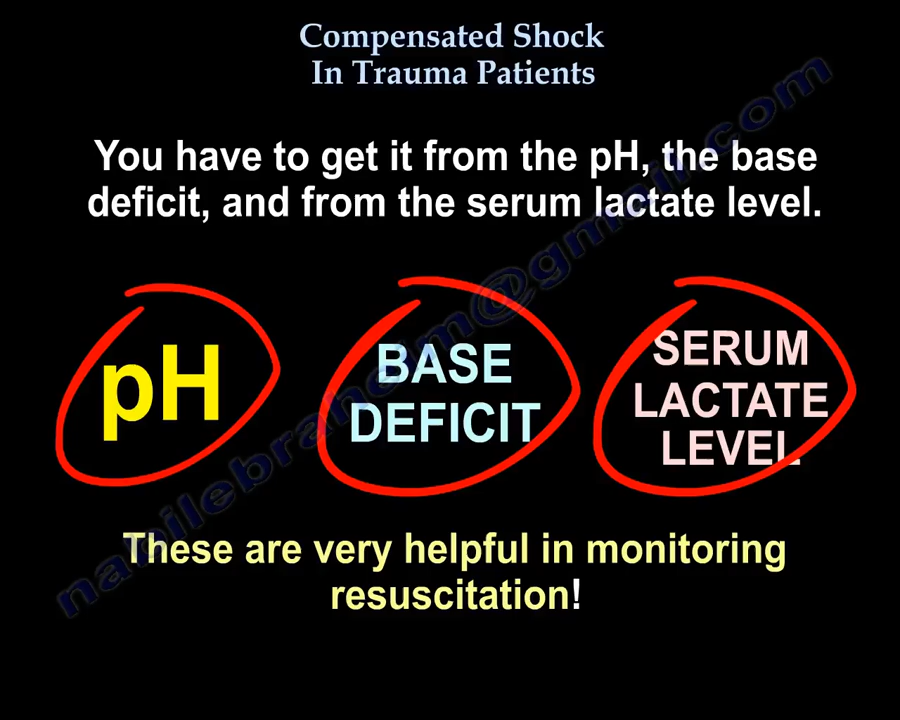 Compensated Shock
In Trauma Patients
You have to get it from the pH, the base
deficit, and from the serum lactate level.
pH
BASE
DEFICIT
SERUM
LACTATE
LEVEL
These are very helpful in monitoring
resuscitation!
nabilebraheim@gmail.com